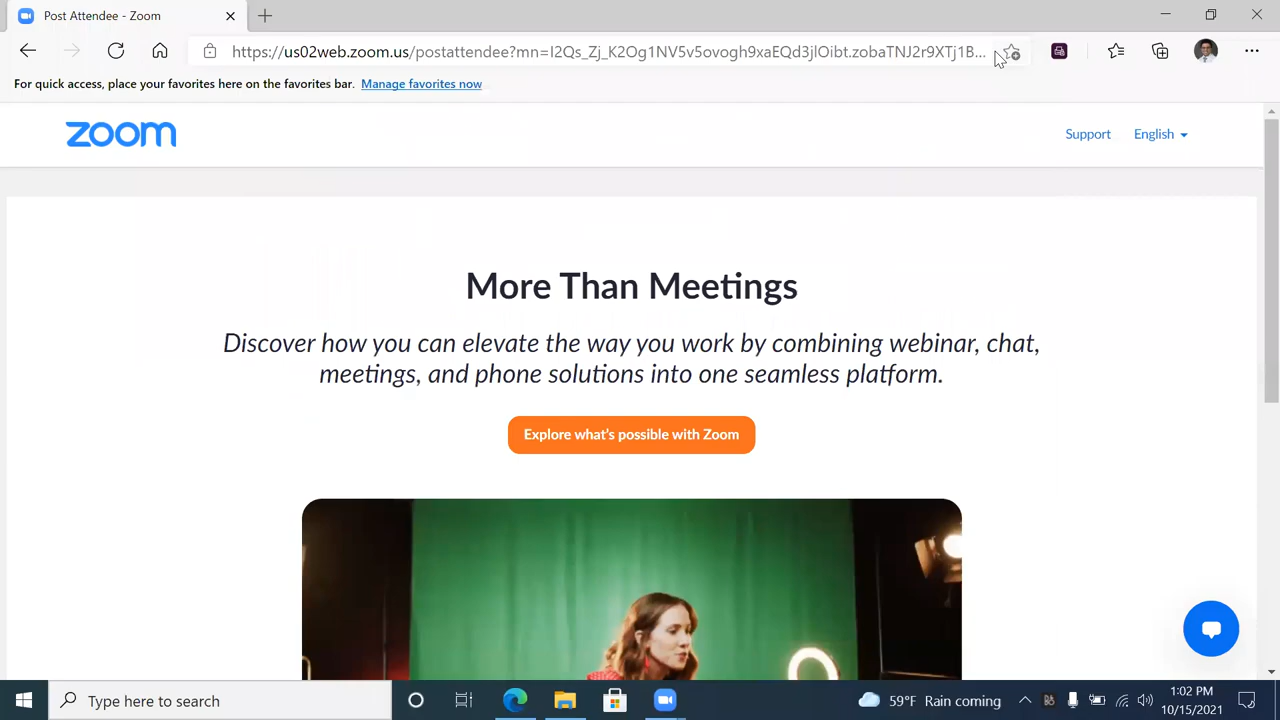 Post Attendee - Zoom
https://us02web.zoom.us/postattendee?mn=I2Qs_Zj_K2Og1NV5v5ovogh9xaEQd3jlOibt.zobaTNJ2r9XTj1B...
For quick access, place your favorites here on the favorites bar. Manage favorites now
zoom
Support English
More Than Meetings
Discover how you can elevate the way you work by combining webinar, chat,
meetings, and phone solutions into one seamless platform.
Explore what's possible with Zoom
Type here to search
59°F Rain coming
1:02 PM
10/15/2021